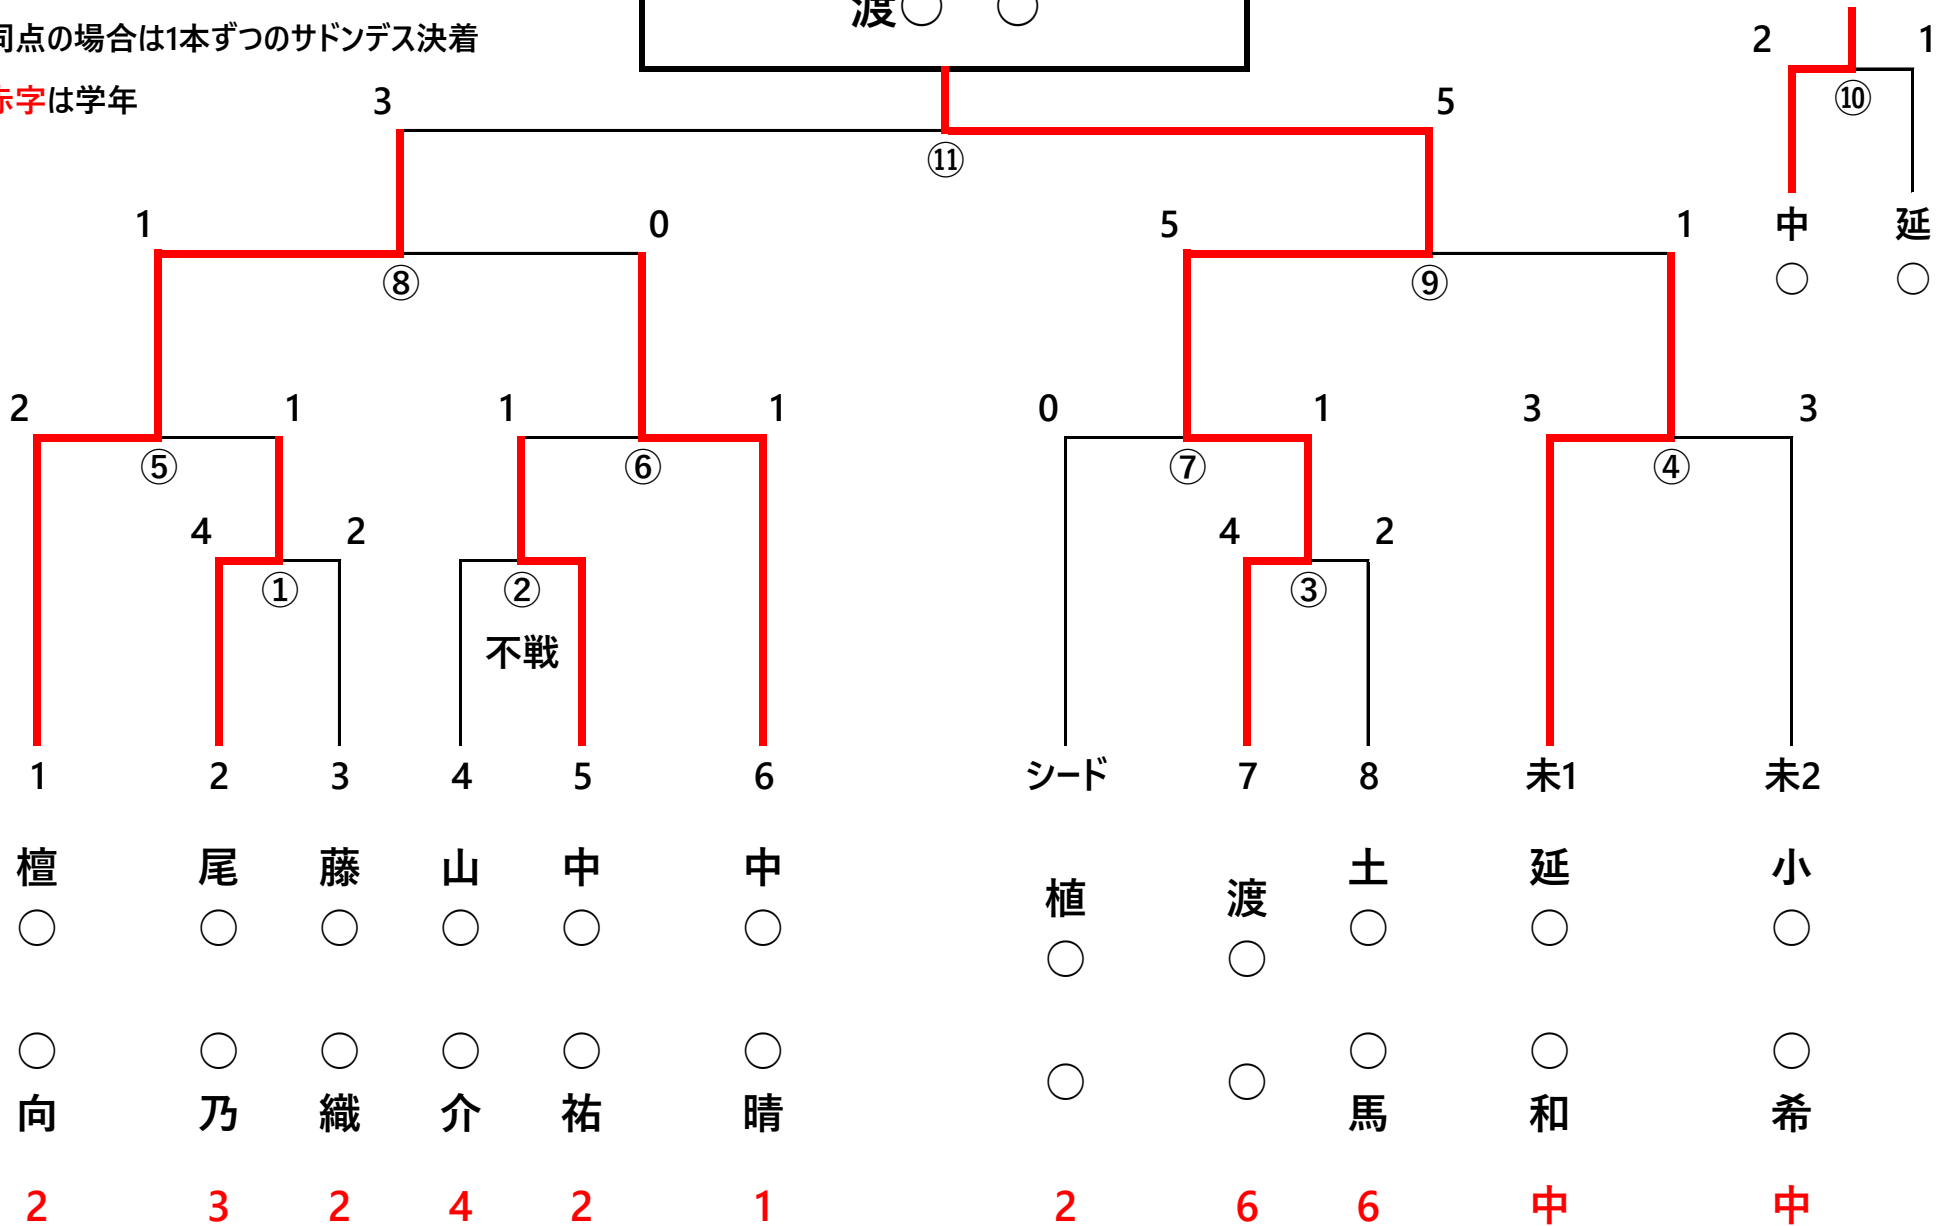 渡○ ○
同点の場合は1本ずつのサドンデス決着
赤字は学年
2 1
⑩
3 5
⑪
中 延
○ ○
1 0 5 1
⑧ ⑨
2 1 1 1 0 1 3 3
⑤ ⑥ ⑦ ④
4 2 4 2
① ② ③
不戦
1 2 3 4 5 6 シード 7 8 未1 未2
檀○ ○向 2
尾○ ○乃 3
藤○ ○織 2
山○ ○介 4
中○ ○祐 2
中○ ○晴 1
植○ ○ 2
渡○ ○ 6
土○ ○馬 6
延○ ○和 中
小○ ○希 中